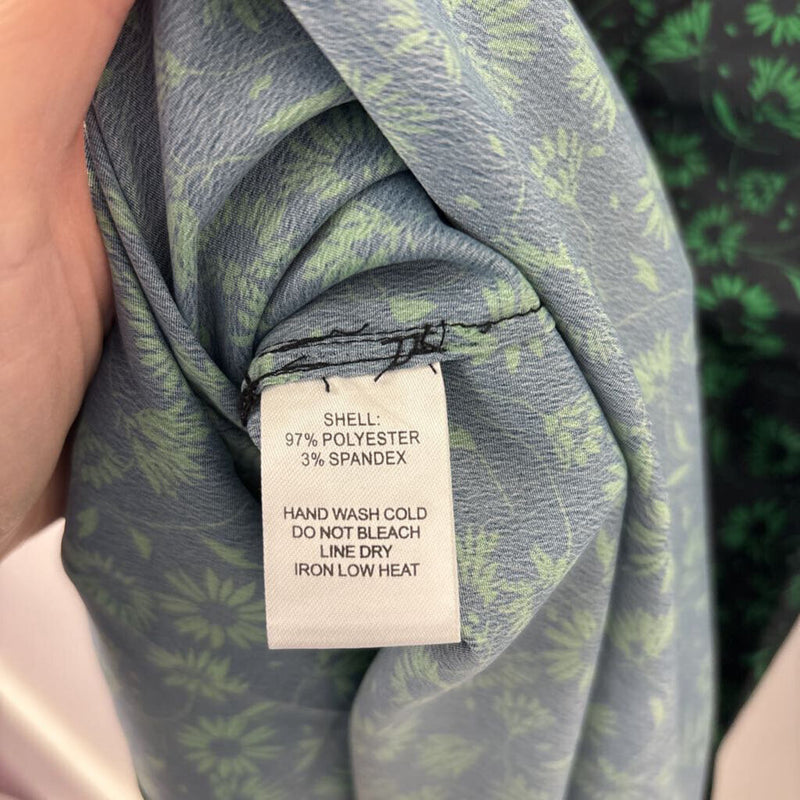 SHELL:
97% POLYESTER
3% SPANDEX
HAND WASH COLD
DO NOT BLEACH
LINE DRY
IRON LOW HEAT